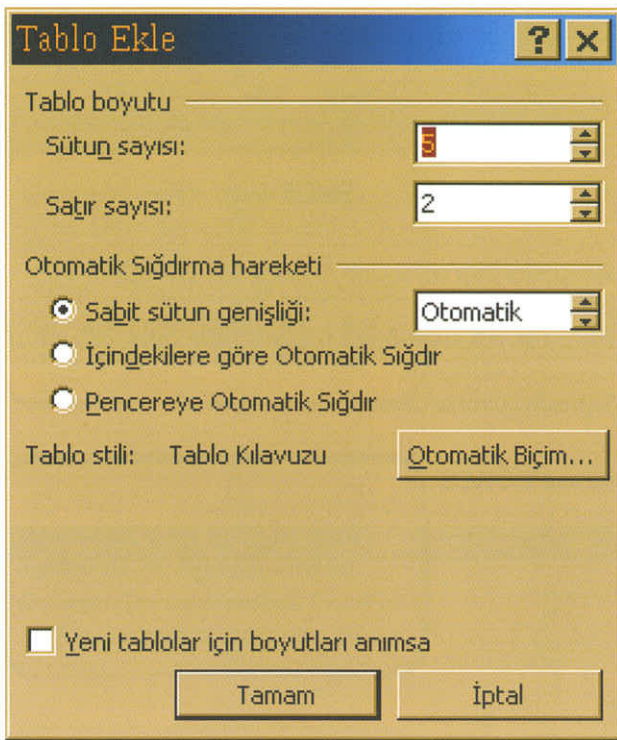 Tablo Ekle
Tablo boyutu
Sütun sayısı: 5
Satır sayısı: 2
Otomatik Sığdırma hareketi
Sabit sütun genişliği: Otomatik
İçindekilere göre Otomatik Sığdır
Pencereye Otomatik Sığdır
Tablo stili: Tablo Kılavuzu Otomatik Biçim...
Yeni tablolar için boyutları anımsa
Tamam İptal